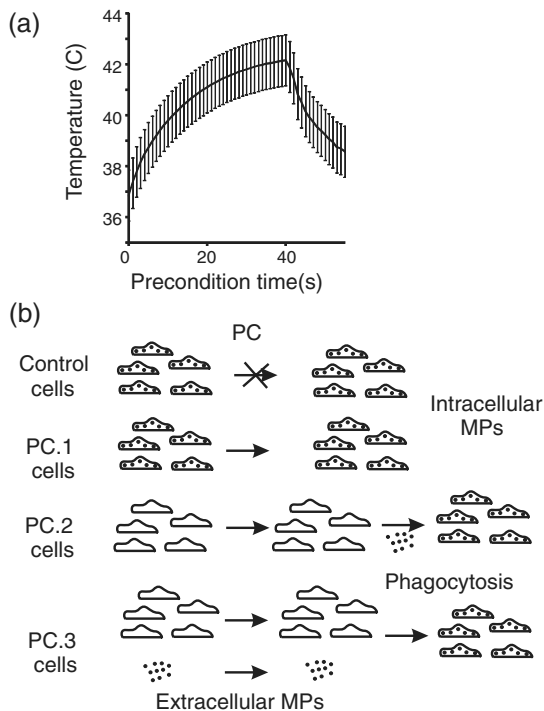 (a)
44
42
40
38
36
Temperature (C)
0
20
40
Precondition time(s)
(b)
PC
Control
cells
Intracellular
MPs
PC.1
cells
PC.2
cells
Phagocytosis
PC.3
cells
Extracellular MPs